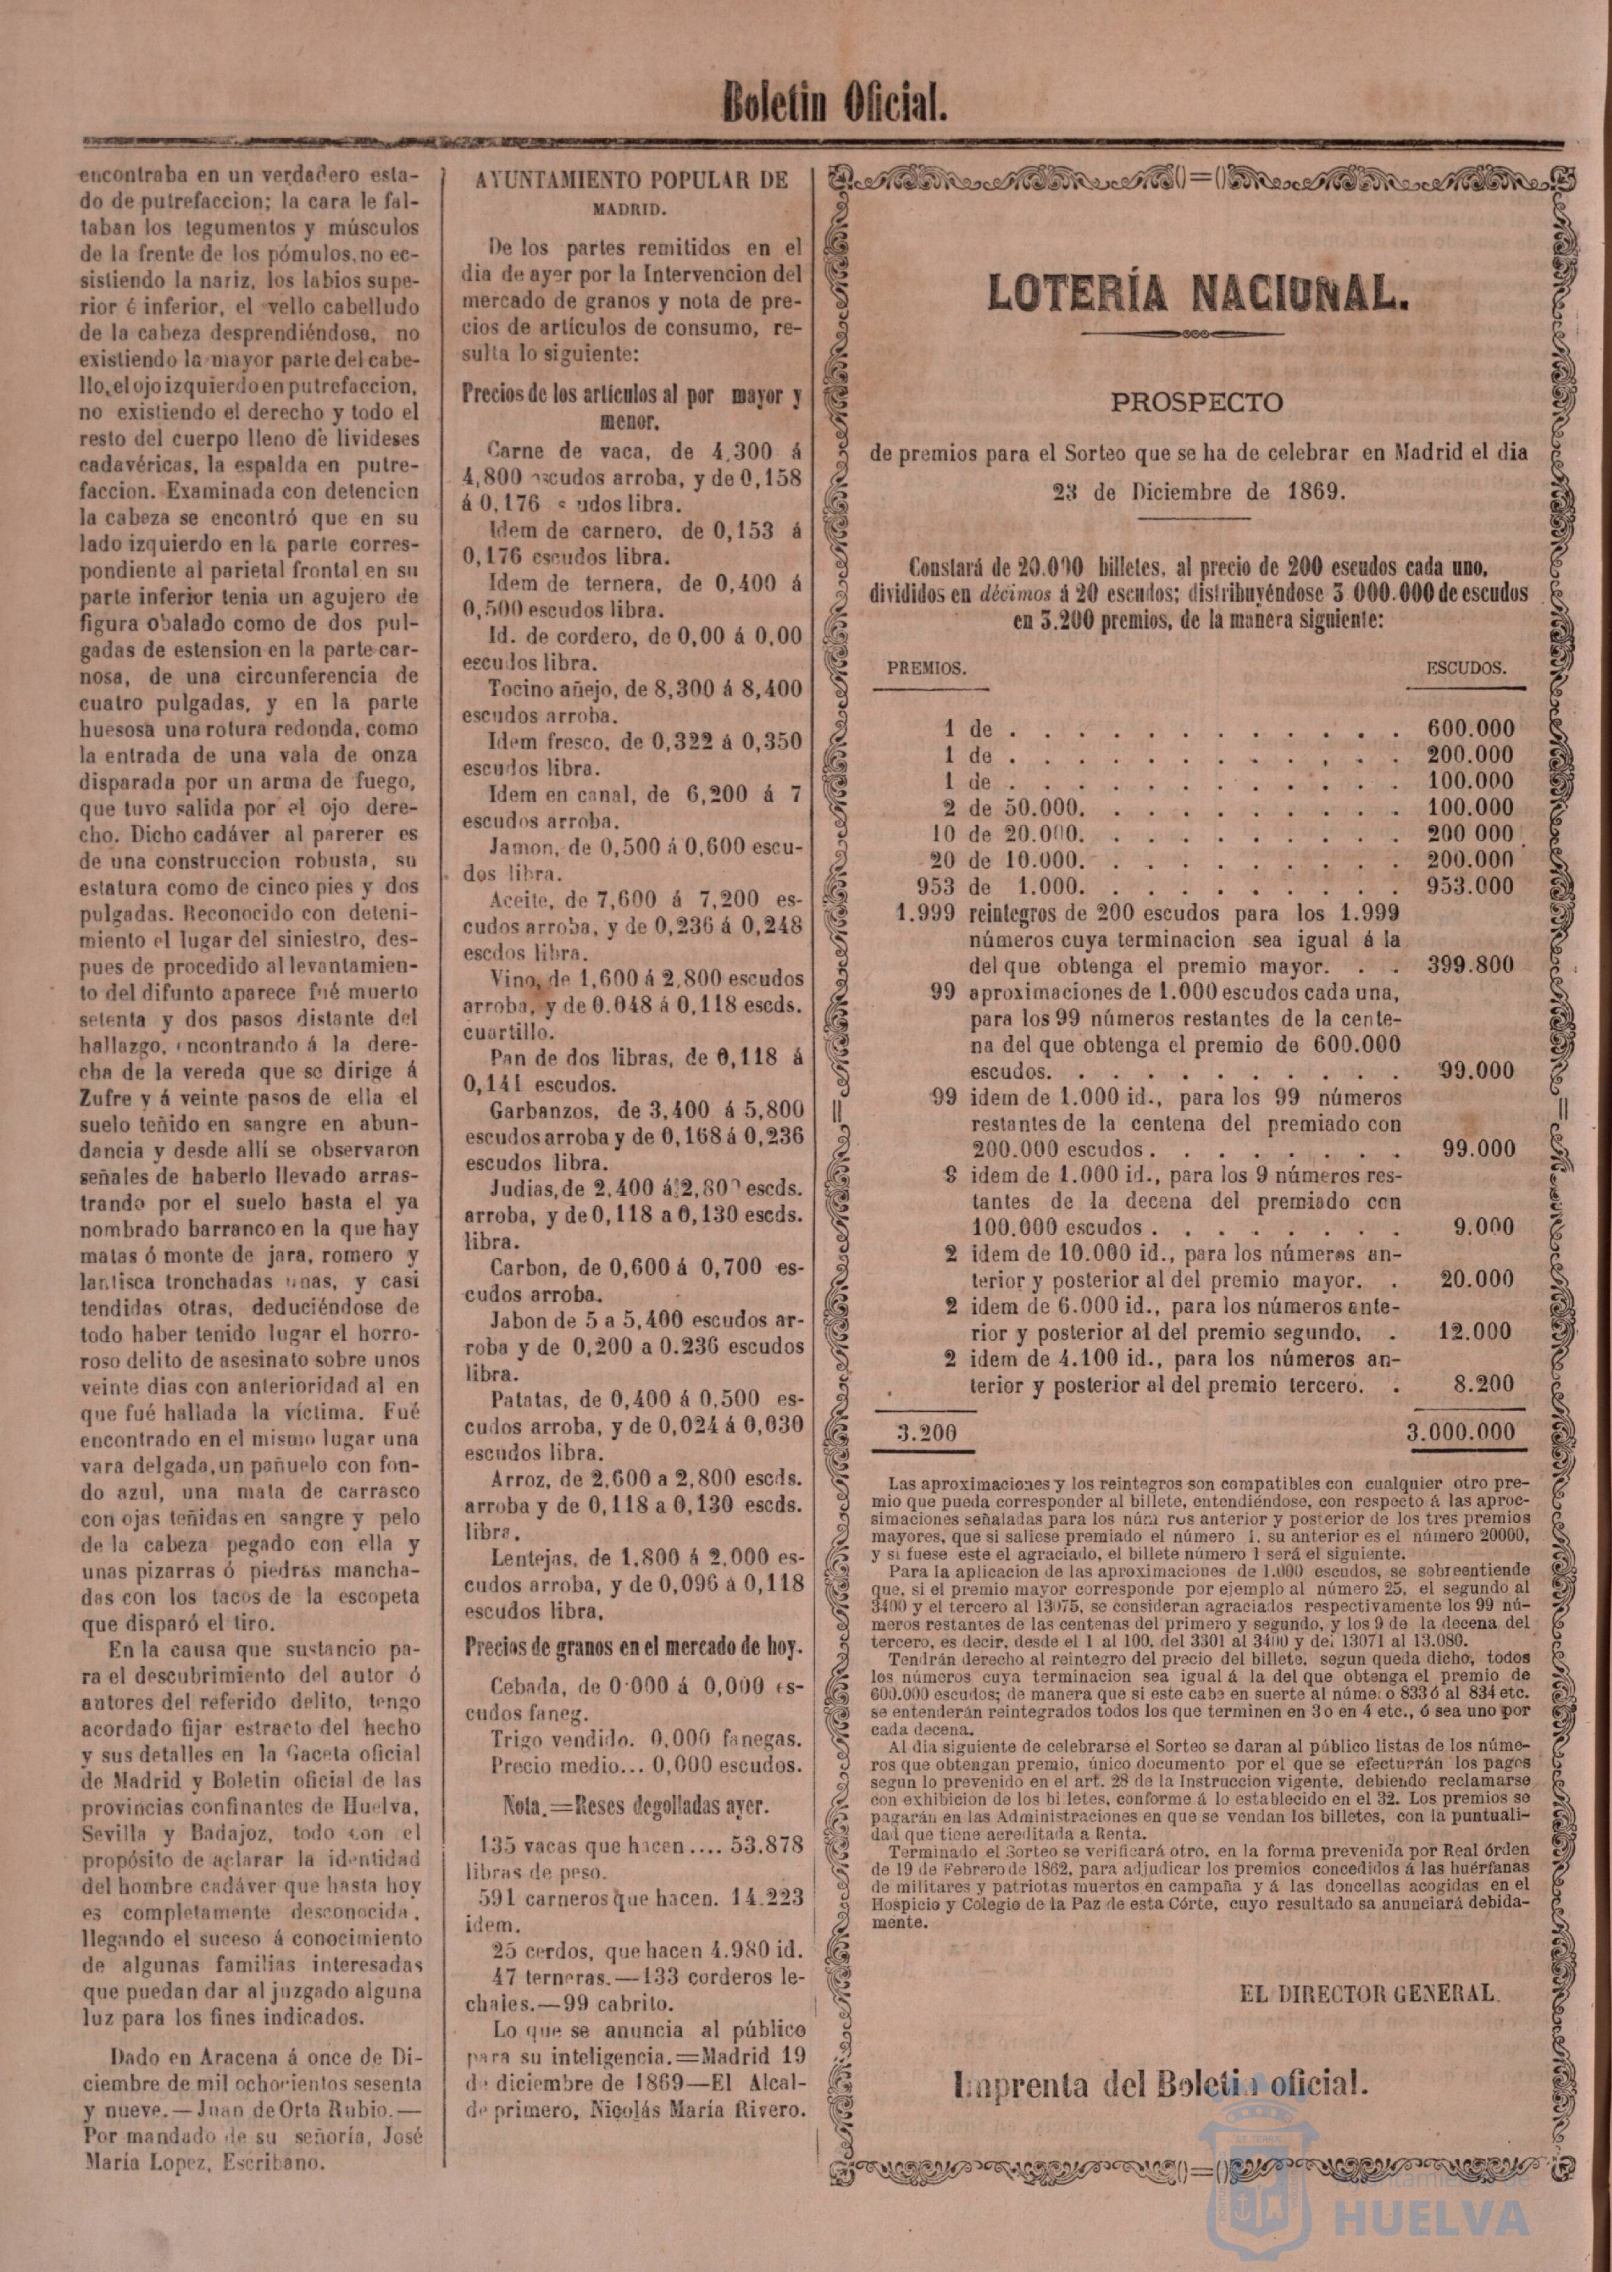 Boletin Oficial.
encontraba en un verdadero esta-
do de putrefaccion; la cara le fal-
taban los tegumentos y músculos
de la frente de los pómulos, no ec-
sistiendo la nariz, los labios supe-
rior é inferior, el vello cabelludo
de la cabeza desprendiéndose, no
existiendo la mayor parte del cabe-
llo, el ojo izquierdo en putrefaccion,
no existiendo el derecho y todo el
resto del cuerpo lleno de livideses
cadavéricas, la espalda en putre-
faccion. Examinada con detencion
la cabeza se encontró que en su
lado izquierdo en la parte corres-
pondiente al parietal frontal en su
parte inferior tenia un agujero de
figura obalado como de dos pul-
gadas de estension en la parte car-
nosa, de una circunferencia de
cuatro pulgadas, y en la parte
huesosa una rotura redonda, como
la entrada de una vala de onza
disparada por un arma de fuego,
que tuvo salida por el ojo dere-
cho. Dicho cadáver al parerer es
de una construccion robusta, su
estatura como de cinco pies y dos
pulgadas. Reconocido con deteni-
miento el lugar del siniestro, des-
pues de procedido al levantamien-
to del difunto aparece fué muerto
setenta y dos pasos distante del
hallazgo, encontrando á la dere-
cha de la vereda que se dirige á
Zufre y á veinte pasos de ella el
suelo teñido en sangre en abun-
dancia y desde allí se observaron
señales de haberlo llevado arras-
trando por el suelo hasta el ya
nombrado barranco en la que hay
matas ó monte de jara, romero y
lantisca tronchadas unas, y casi
tendidas otras, deduciéndose de
todo haber tenido lugar el horro-
roso delito de asesinato sobre unos
veinte dias con anterioridad al en
que fué hallada la víctima. Fué
encontrado en el mismo lugar una
vara delgada, un pañuelo con fon-
do azul, una mata de carrasco
con ojas teñidas en sangre y pelo
de la cabeza pegado con ella y
unas pizarras ó piedras mancha-
das con los tacos de la escopeta
que disparó el tiro.
En la causa que sustancio pa-
ra el descubrimiento del autor ó
autores del referido delito, tengo
acordado fijar estracto del hecho
y sus detalles en la Gaceta oficial
de Madrid y Boletin oficial de las
provincias confinantes de Huelva,
Sevilla y Badajoz, todo con el
propósito de aclarar la identidad
del hombre cadáver que hasta hoy
es completamente desconocida,
llegando el suceso á conocimiento
de algunas familias interesadas
que puedan dar al juzgado alguna
luz para los fines indicados.
Dado en Aracena á once de Di-
ciembre de mil ochocientos sesenta
y nueve.—Juan de Orta Rubio.—
Por mandado de su señoría, José
María Lopez, Escribano.
AYUNTAMIENTO POPULAR DE
MADRID.
De los partes remitidos en el
dia de ayer por la Intervencion del
mercado de granos y nota de pre-
cios de artículos de consumo, re-
sulta lo siguiente:
Precios de los artículos al por mayor y
menor.
Carne de vaca, de 4,300 á
4,800 escudos arroba, y de 0,158
á 0,176 escudos libra.
Idem de carnero, de 0,153 á
0,176 escudos libra.
Idem de ternera, de 0,400 á
0,500 escudos libra.
Id. de cordero, de 0,00 á 0,00
escudos libra.
Tocino añejo, de 8,300 á 8,400
escudos arroba.
Idem fresco, de 0,322 á 0,350
escudos libra.
Idem en canal, de 6,200 á 7
escudos arroba.
Jamon, de 0,500 á 0,600 escu-
dos libra.
Aceite, de 7,600 á 7,200 es-
cudos arroba, y de 0,236 á 0,248
escdos libra.
Vino, de 1,600 á 2,800 escudos
arroba, y de 0.048 á 0,118 escds.
cuartillo.
Pan de dos libras, de 0,118 á
0,141 escudos.
Garbanzos, de 3,400 á 5,800
escudos arroba y de 0,168 á 0,236
escudos libra.
Judias, de 2,400 á 2,800 escds.
arroba, y de 0,118 a 0,130 escds.
libra.
Carbon, de 0,600 á 0,700 es-
cudos arroba.
Jabon de 5 a 5,400 escudos ar-
roba y de 0,200 a 0.236 escudos
libra.
Patatas, de 0,400 á 0,500 es-
cudos arroba, y de 0,024 á 0,030
escudos libra.
Arroz, de 2,600 a 2,800 escds.
arroba y de 0,118 a 0,130 escds.
libra.
Lentejas, de 1,800 á 2,000 es-
cudos arroba, y de 0,096 á 0,118
escudos libra,
Precios de granos en el mercado de hoy.
Cebada, de 0·000 á 0,000 es-
cudos faneg.
Trigo vendido. 0,000 fanegas.
Precio medio... 0,000 escudos.
Nota.=Reses degolladas ayer.
135 vacas que hacen.... 53.878
libras de peso.
591 carneros que hacen. 14.223
idem.
25 cerdos, que hacen 4.980 id.
47 terneras.—133 corderos le-
chales.—99 cabrito.
Lo que se anuncia al público
para su inteligencia.=Madrid 19
de diciembre de 1869—El Alcal-
de primero, Nicolás María Rivero.
LOTERÍA NACIONAL.
PROSPECTO
de premios para el Sorteo que se ha de celebrar en Madrid el dia
23 de Diciembre de 1869.
Constará de 20.000 billetes, al precio de 200 escudos cada uno,
divididos en décimos á 20 escudos; distribuyéndose 3 000.000 de escudos
en 3.200 premios, de la manera siguiente:
PREMIOS. ESCUDOS.
1 de . . . . . . . . . . . . 600.000
1 de . . . . . . . . . . . . 200.000
1 de . . . . . . . . . . . . 100.000
2 de 50.000. . . . . . . . . . 100.000
10 de 20.000. . . . . . . . . . 200 000
20 de 10.000. . . . . . . . . . 200.000
953 de 1.000. . . . . . . . . . 953.000
1.999 reintegros de 200 escudos para los 1.999
números cuya terminacion sea igual á la
del que obtenga el premio mayor. . . 399.800
99 aproximaciones de 1.000 escudos cada una,
para los 99 números restantes de la cente-
na del que obtenga el premio de 600.000
escudos. . . . . . . . . . . 99.000
99 idem de 1.000 id., para los 99 números
restantes de la centena del premiado con
200.000 escudos . . . . . . . . 99.000
9 idem de 1.000 id., para los 9 números res-
tantes de la decena del premiado con
100.000 escudos . . . . . . . . 9.000
2 idem de 10.000 id., para los números an-
terior y posterior al del premio mayor. . 20.000
2 idem de 6.000 id., para los números ante-
rior y posterior al del premio segundo. . 12.000
2 idem de 4.100 id., para los números an-
terior y posterior al del premio tercero. . 8.200
3.200 3.000.000
Las aproximaciones y los reintegros son compatibles con cualquier otro pre-
mio que pueda corresponder al billete, entendiéndose, con respecto á las aproc-
simaciones señaladas para los núm rus anterior y posterior de los tres premios
mayores, que si saliese premiado el número 1, su anterior es el número 20000,
y si fuese este el agraciado, el billete número 1 será el siguiente.
Para la aplicacion de las aproximaciones de 1.000 escudos, se sobreentiende
que, si el premio mayor corresponde por ejemplo al número 25, el segundo al
3400 y el tercero al 13075, se consideran agraciados respectivamente los 99 nú-
meros restantes de las centenas del primero y segundo, y los 9 de la decena del
tercero, es decir, desde el 1 al 100, del 3301 al 3400 y del 13071 al 13.080.
Tendrán derecho al reintegro del precio del billete, segun queda dicho, todos
los números cuya terminacion sea igual á la del que obtenga el premio de
600.000 escudos; de manera que si este cabe en suerte al número 833 ó al 834 etc.
se entenderán reintegrados todos los que terminen en 3 o en 4 etc., ó sea uno por
cada decena.
Al dia siguiente de celebrarse el Sorteo se daran al público listas de los núme-
ros que obtengan premio, único documento por el que se efectuarán los pagos
segun lo prevenido en el art. 28 de la Instruccion vigente, debiendo reclamarse
con exhibicion de los billetes, conforme á lo establecido en el 32. Los premios se
pagarán en las Administraciones en que se vendan los billetes, con la puntuali-
dad que tiene acreditada a Renta.
Terminado el Sorteo se verificará otro, en la forma prevenida por Real órden
de 19 de Febrero de 1862, para adjudicar los premios concedidos á las huérfanas
de militares y patriotas muertos en campaña y á las doncellas acogidas en el
Hospicio y Colegio de la Paz de esta Córte, cuyo resultado sa anunciará debida-
mente.
EL DIRECTOR GENERAL.
Imprenta del Boletin oficial.
Ayuntamiento de
HUELVA